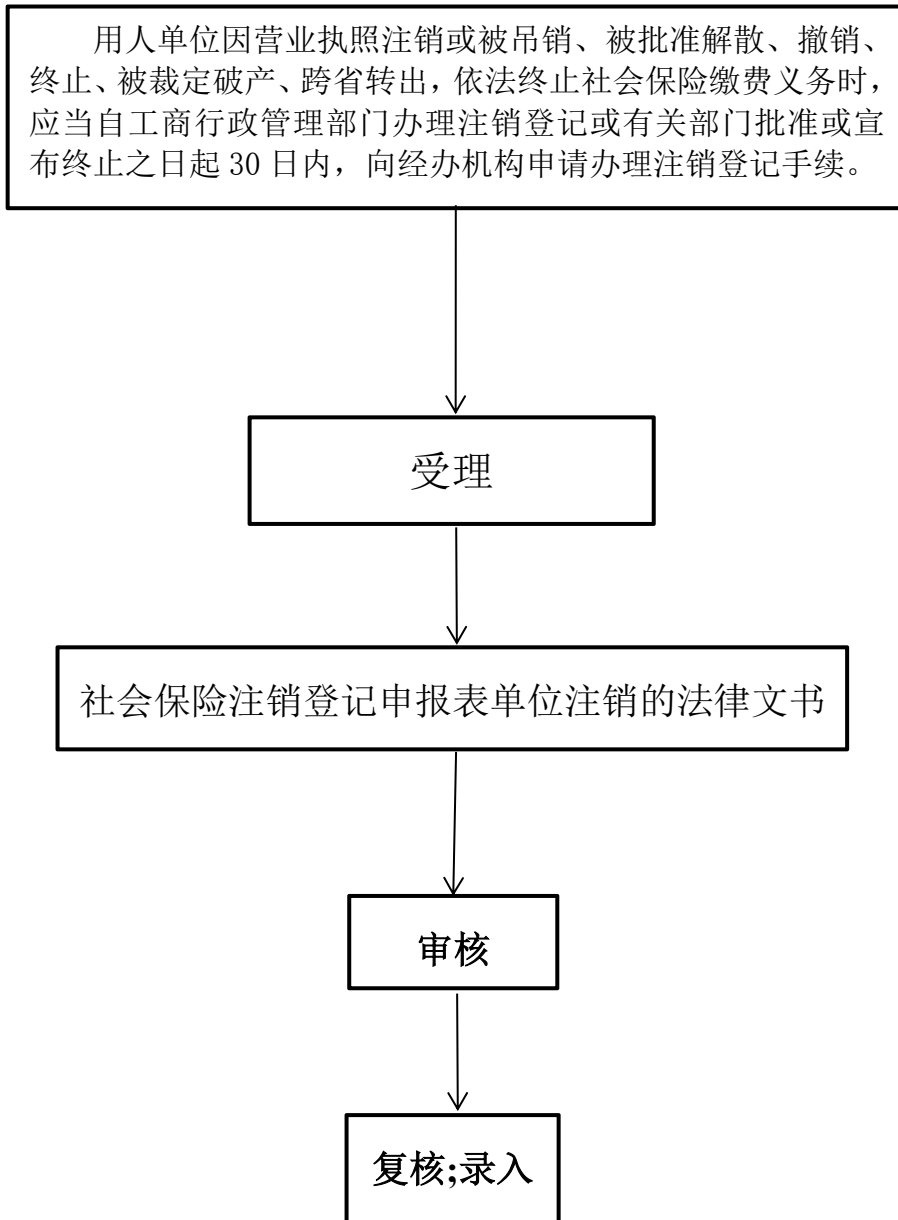 用人单位因营业执照注销或被吊销、被批准解散、撤销、
终止、被裁定破产、跨省转出，依法终止社会保险缴费义务时，
应当自工商行政管理部门办理注销登记或有关部门批准或宣
布终止之日起 30 日内，向经办机构申请办理注销登记手续。
受理
社会保险注销登记申报表单位注销的法律文书
审核
复核;录入